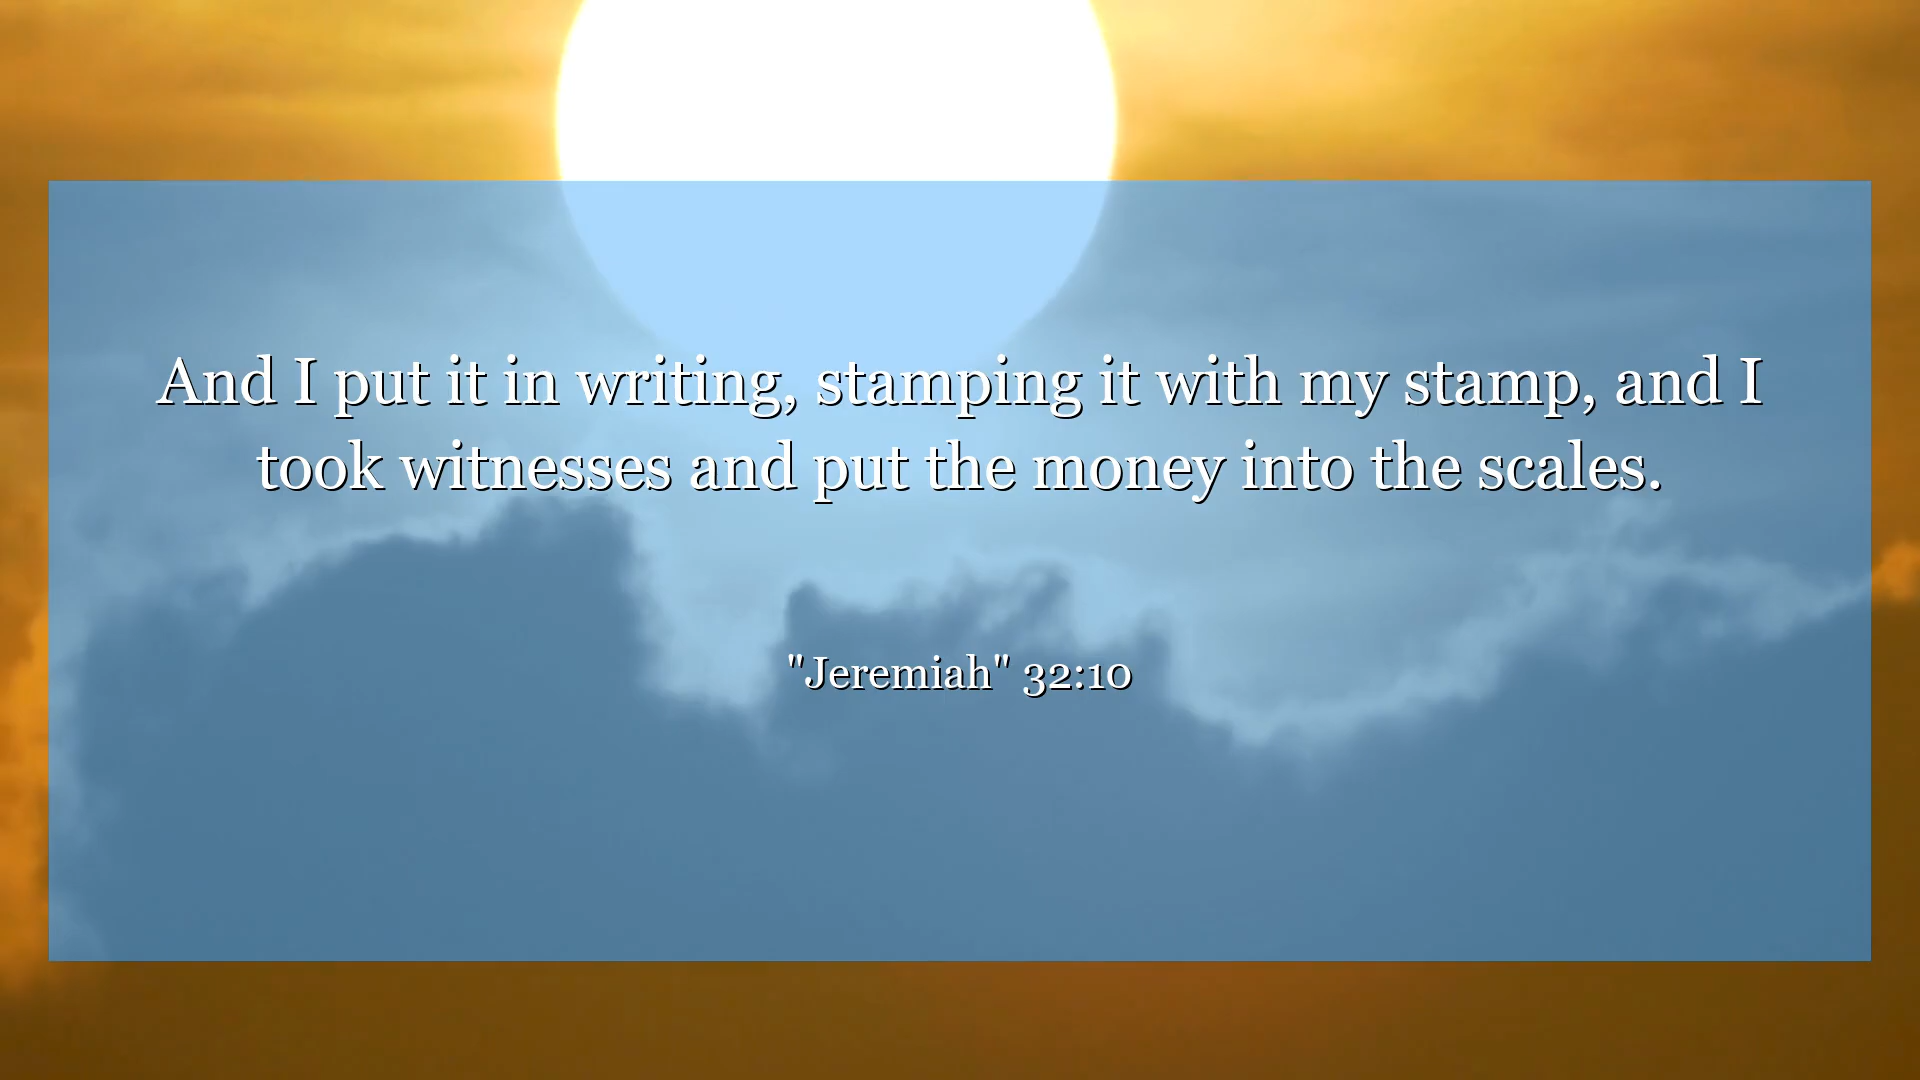 And I put it in writing, stamping it with my stamp, and I
took witnesses and put the money into the scales.
"Jeremiah" 32:10